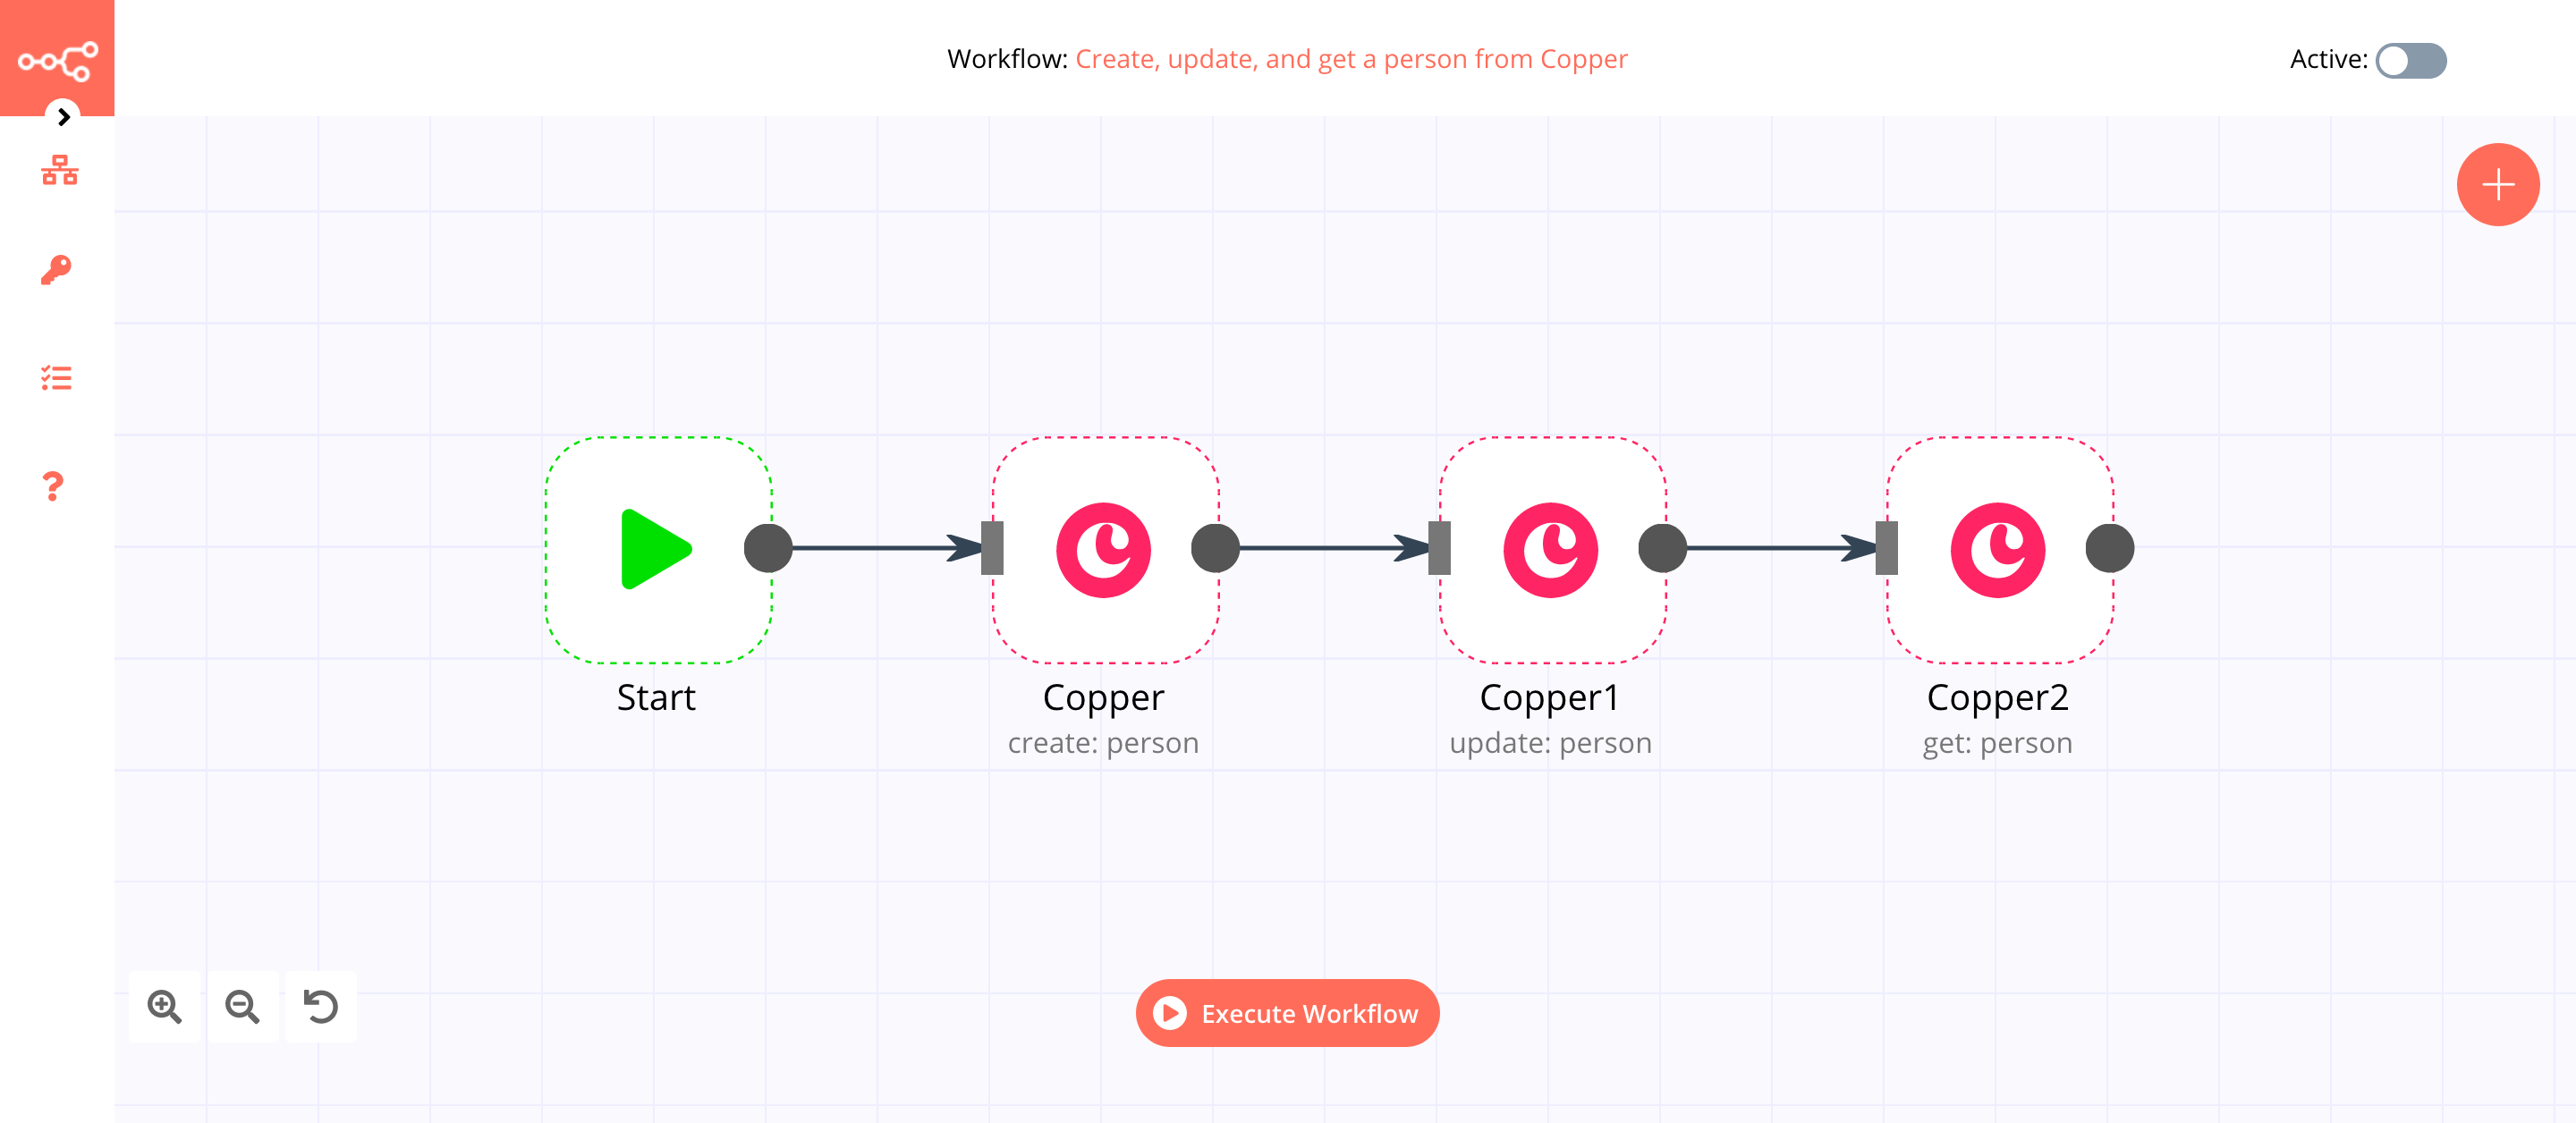 Workflow: Create, update, and get a person from Copper
Active:
Start
Copper
create: person
Copper1
update: person
Copper2
get: person
Execute Workflow